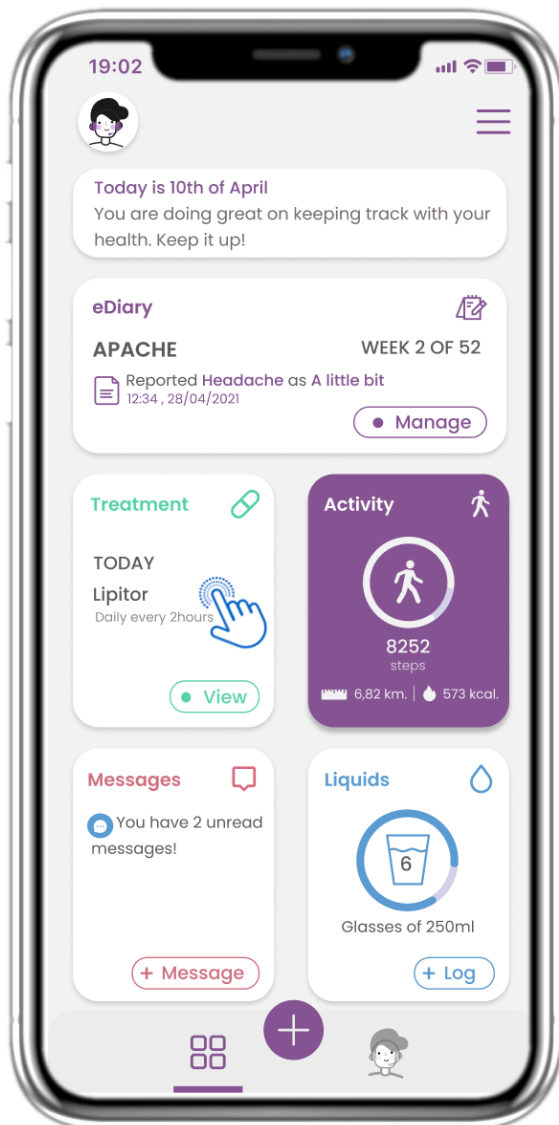 19:02
Today is 10th of April
You are doing great on keeping track with your
health. Keep it up!
eDiary
APACHE
WEEK 2 OF 52
Reported Headache as A little bit
12:34 , 28/04/2021
Manage
Treatment
TODAY
Lipitor
Daily every 2hours
View
Activity
8252
steps
6,82 km.
573 kcal.
Messages
You have 2 unread
messages!
+ Message
Liquids
6
Glasses of 250ml
+ Log